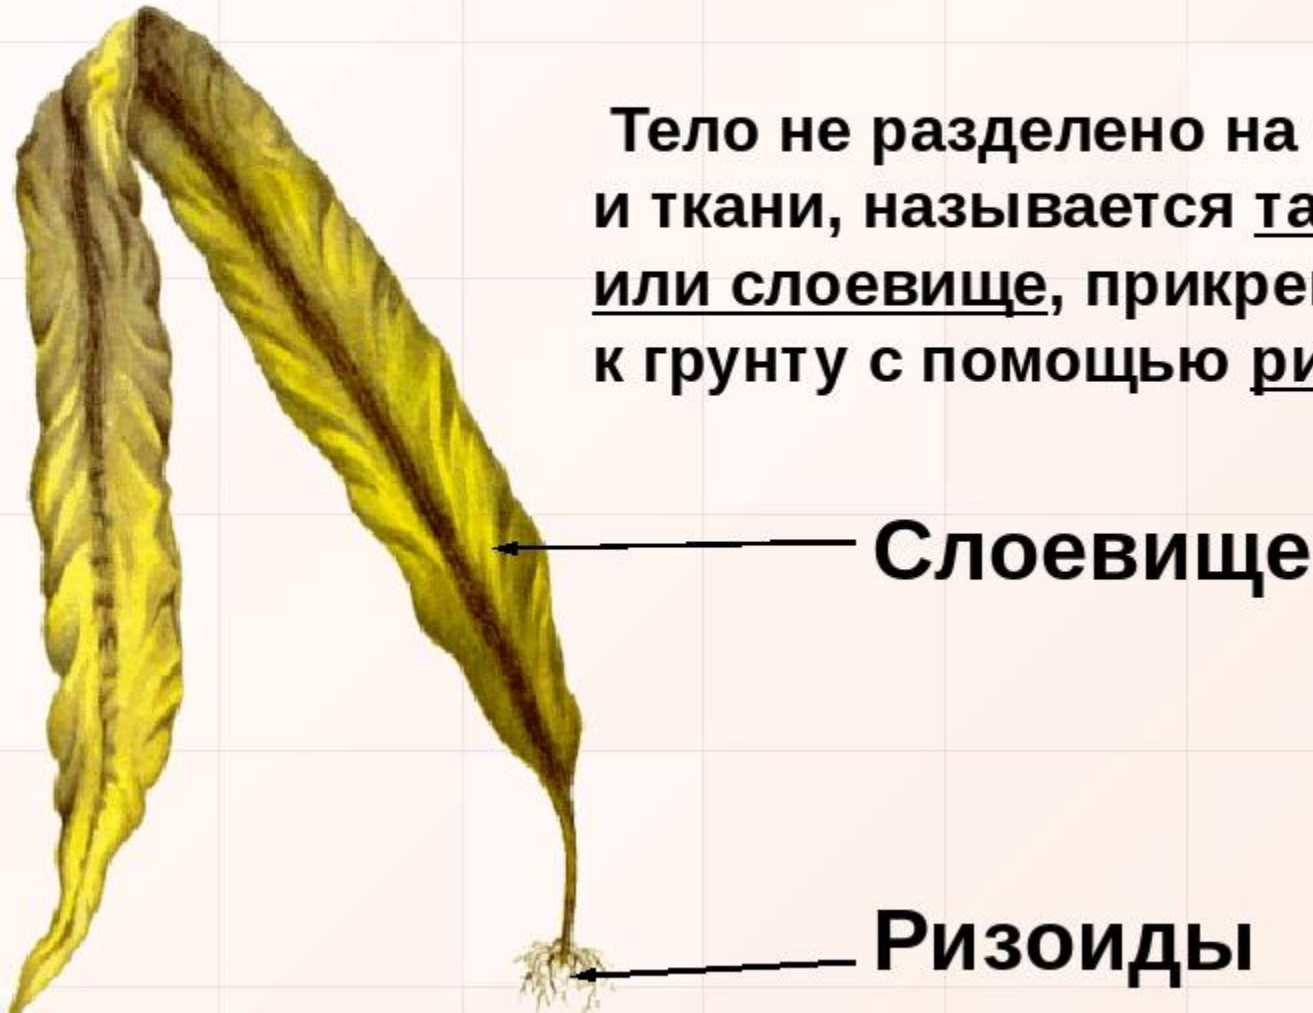 Тело не разделено на
и ткани, называется
или слоевище,
к грунту с помощью
Слоевище
Ризоиды